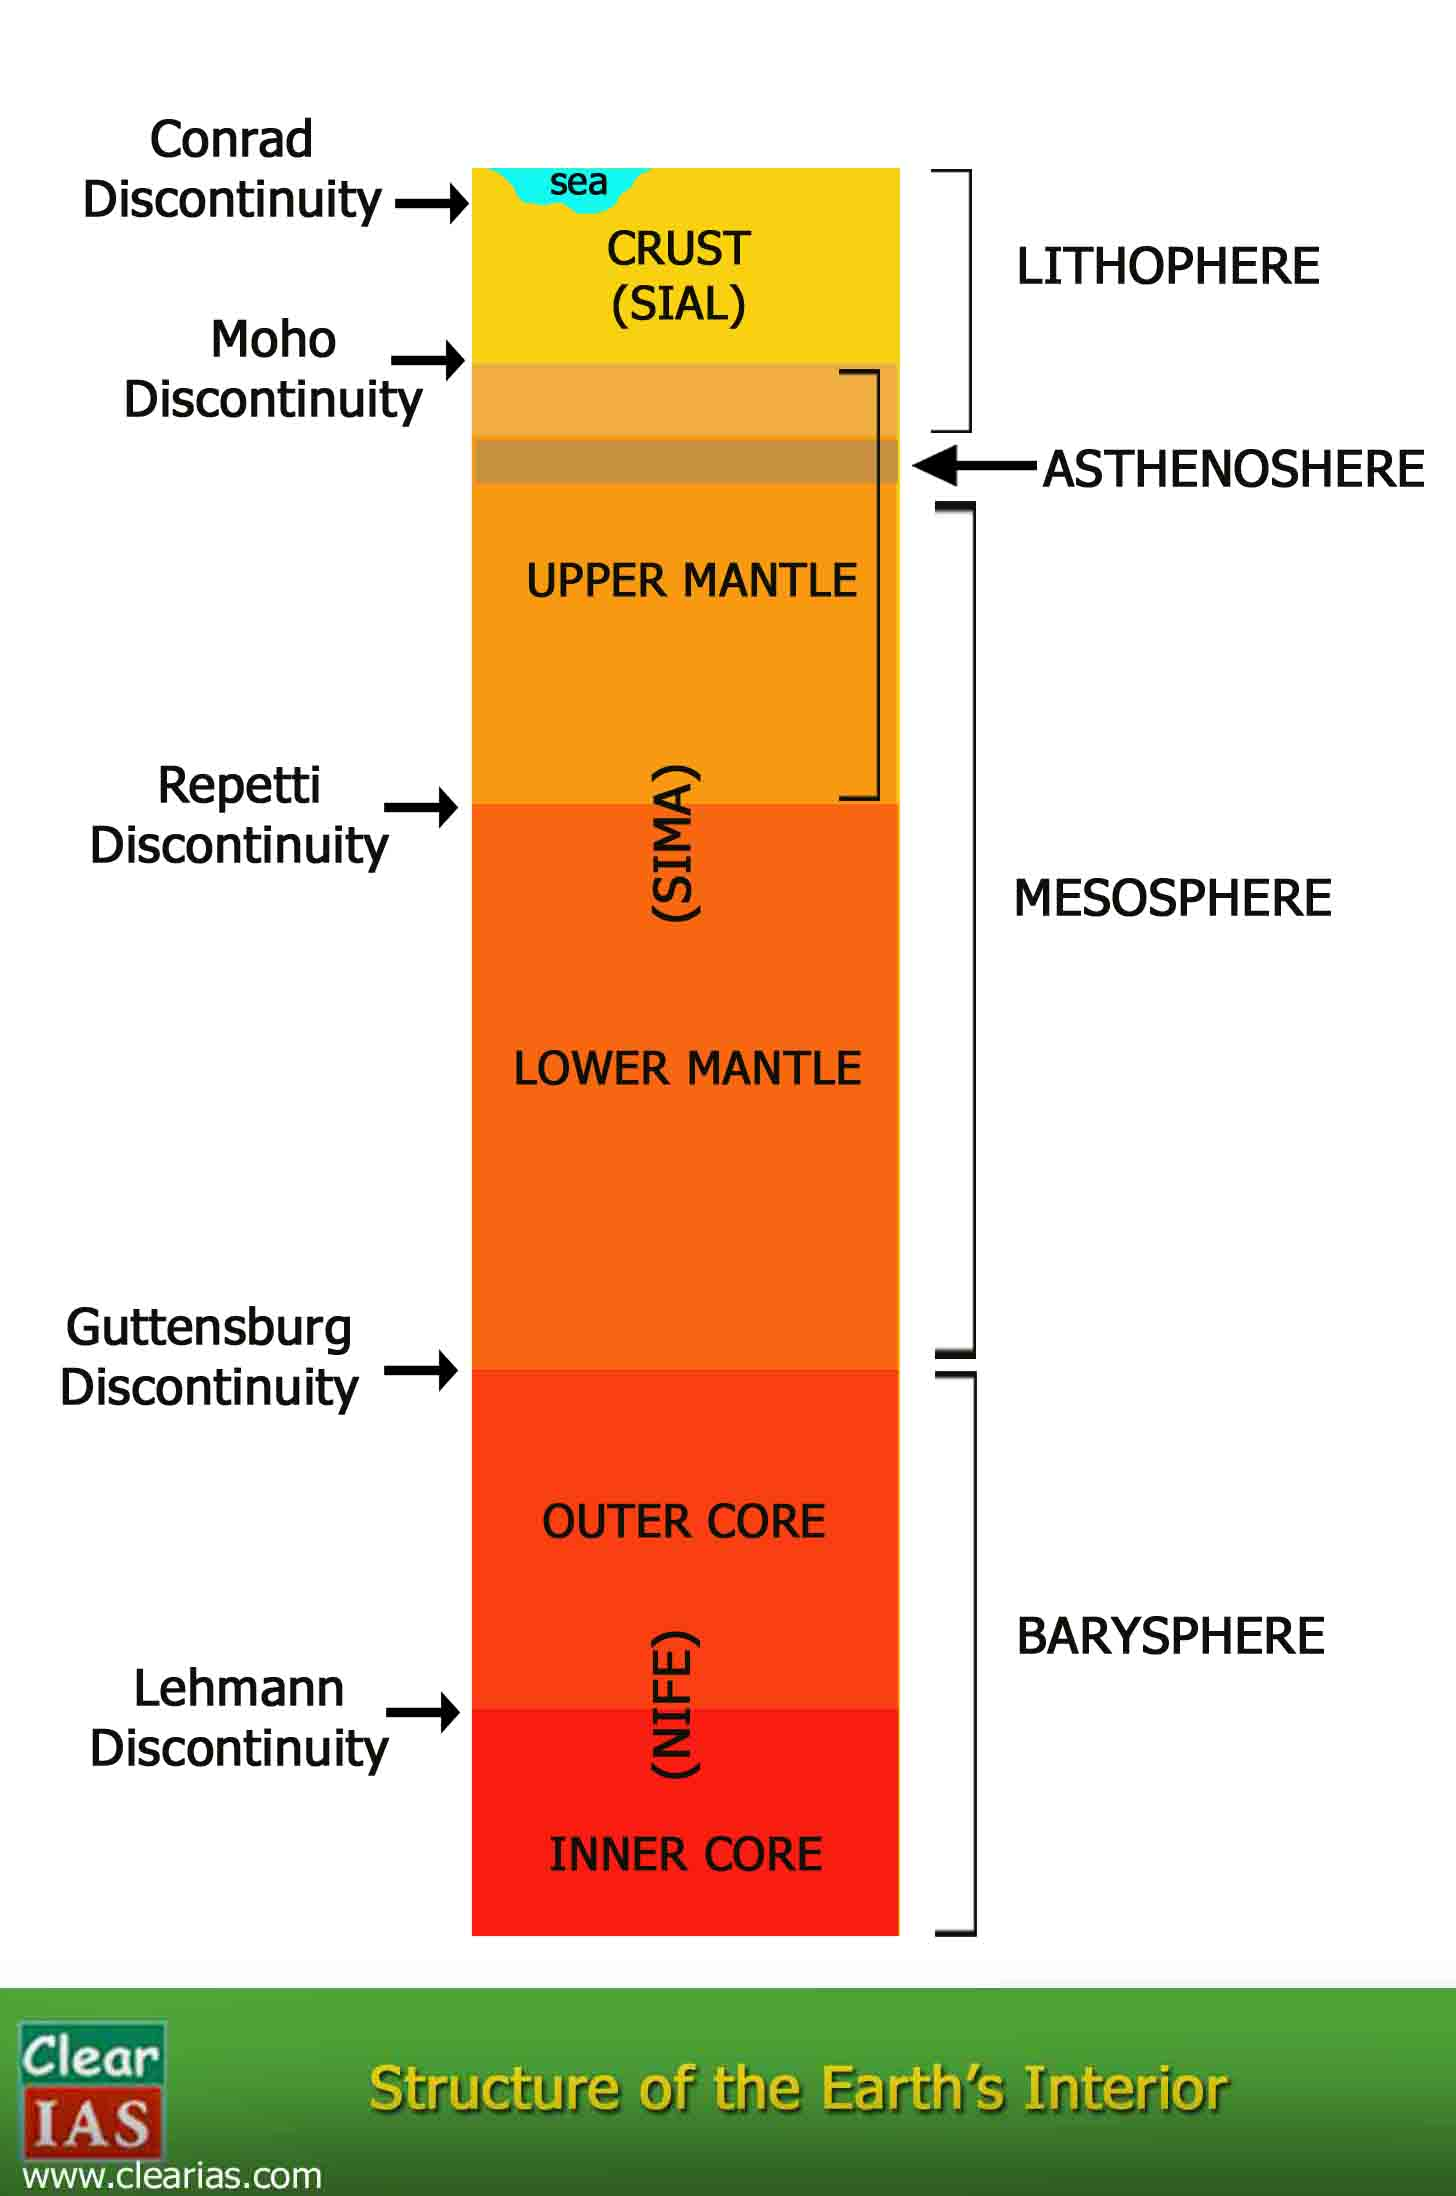 Conrad
Discontinuity
sea
CRUST
(SIAL)
LITHOPHERE
Moho
Discontinuity
ASTHENOSHERE
UPPER MANTLE
Repetti
Discontinuity
(SIMA)
MESOSPHERE
LOWER MANTLE
Guttensburg
Discontinuity
OUTER CORE
BARYSPHERE
(NIFE)
Lehmann
Discontinuity
INNER CORE
Clear
IAS
www.clearias.com
Structure of the Earth's Interior